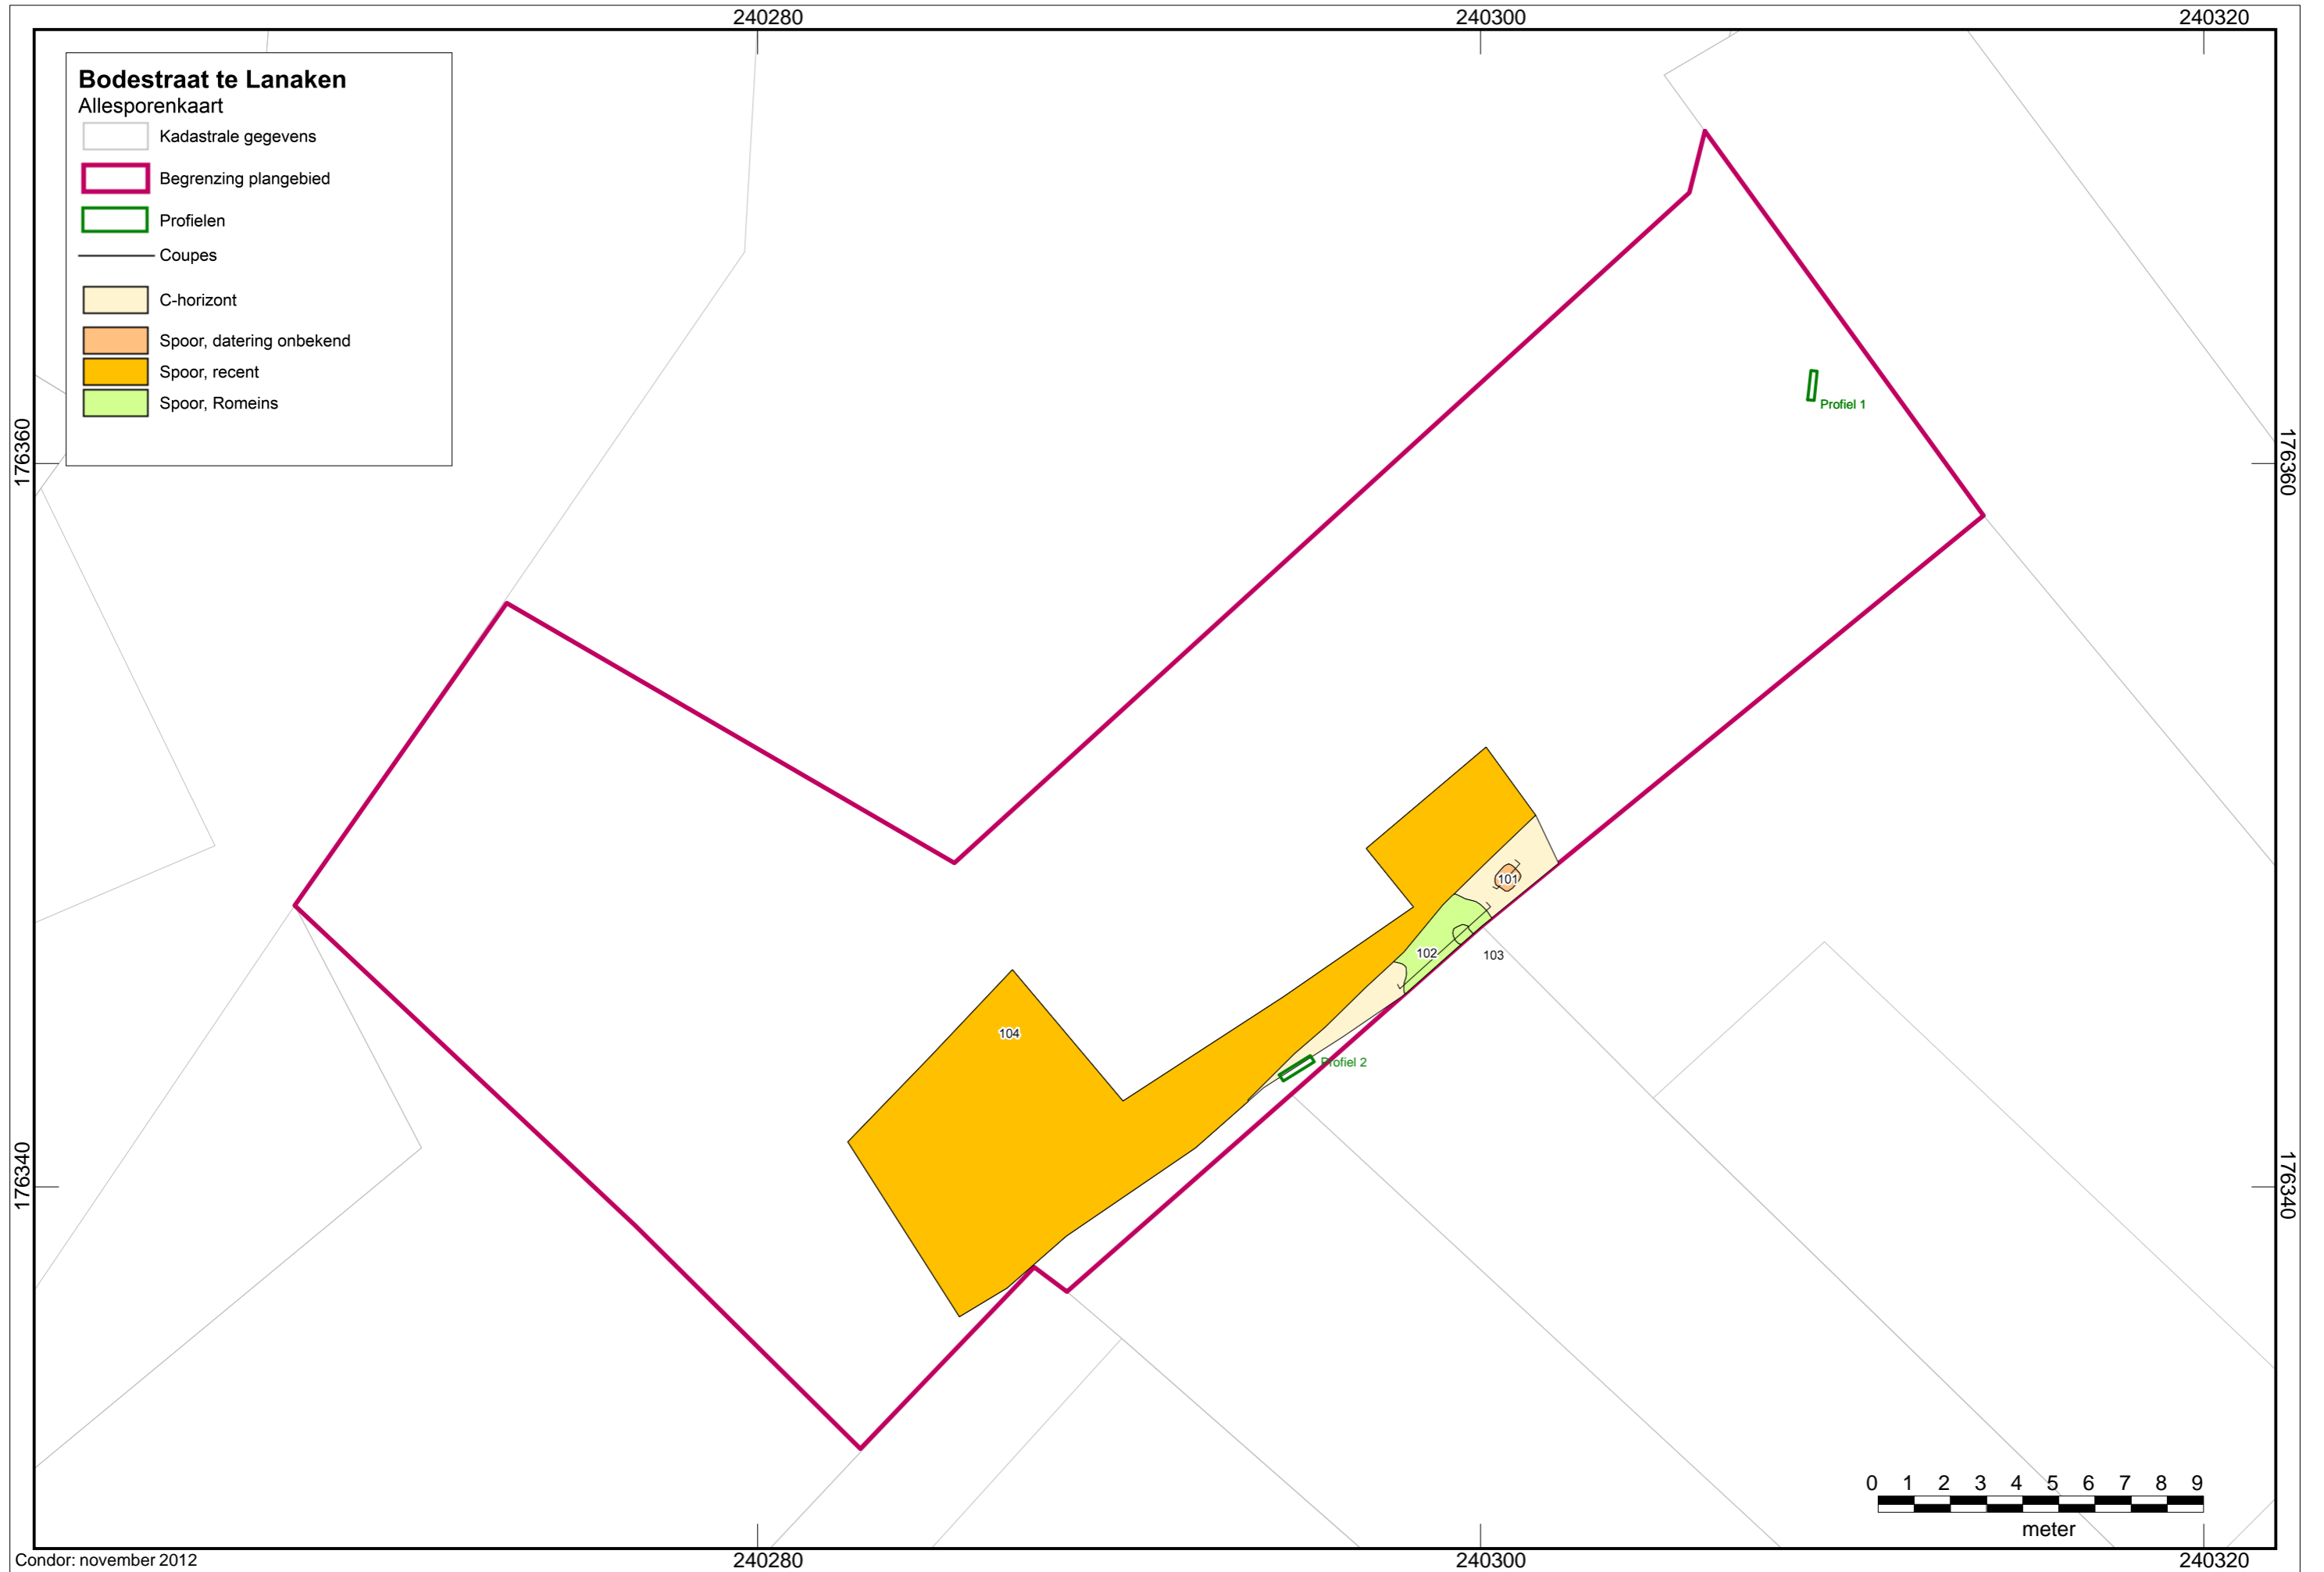 240280 240300 240320
Bodestraat te Lanaken
Allesporenkaart
Kadastrale gegevens
Begrenzing plangebied
Profielen
Coupes
C-horizont
Spoor, datering onbekend
Spoor, recent
Spoor, Romeins
176360
176360
Profiel 1
101
102
103
104
Profiel 2
176340
176340
0 1 2 3 4 5 6 7 8 9
meter
Condor: november 2012
240280 240300 240320